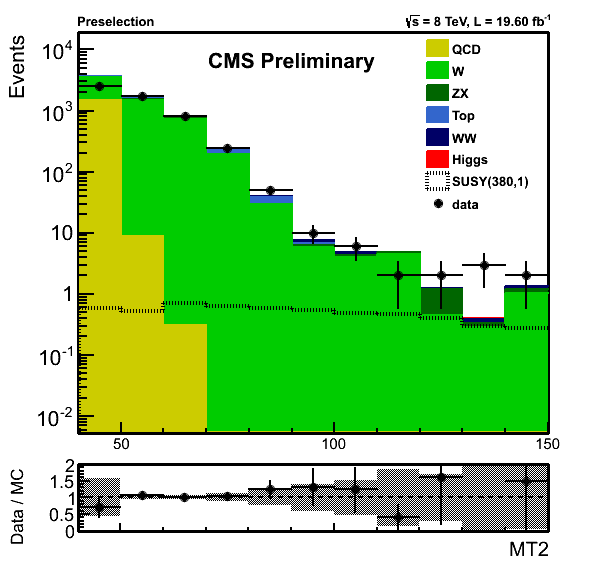 Preselection
√s = 8 TeV, L = 19.60 fb⁻¹
CMS Preliminary
Events
10⁴
10³
10²
10
1
10⁻¹
10⁻²
QCD
W
ZX
Top
WW
Higgs
SUSY(380,1)
data
50
100
150
Data / MC
2
1.5
1
0.5
0
MT2